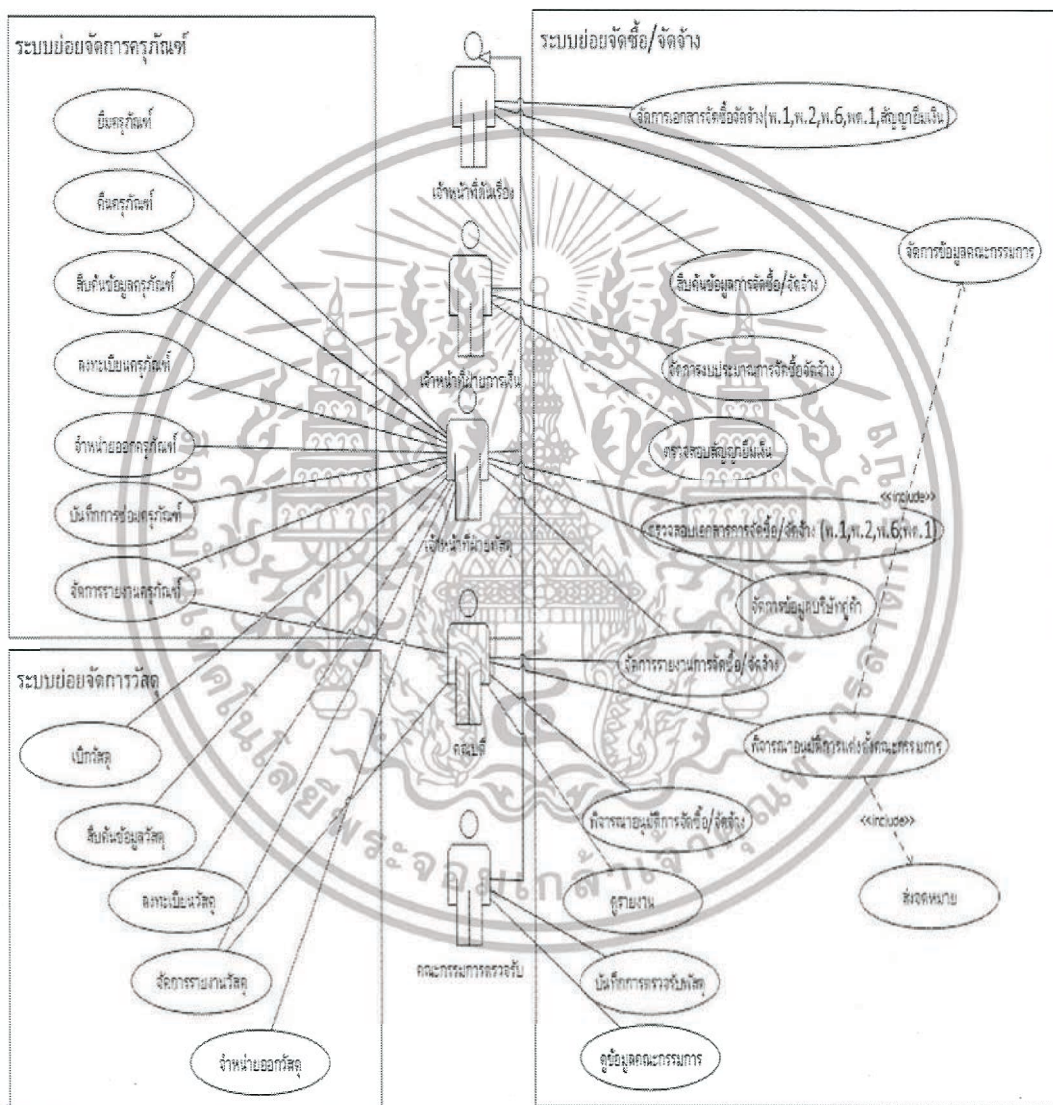 ระบบย่อยจัดการครุภัณฑ์
ยืมครุภัณฑ์
คืนครุภัณฑ์
สืบค้นข้อมูลครุภัณฑ์
ลงทะเบียนครุภัณฑ์
จำหน่ายออกครุภัณฑ์
บันทึกการซ่อมครุภัณฑ์
จัดการรายงานครุภัณฑ์
ระบบย่อยจัดการวัสดุ
เบิกวัสดุ
สืบค้นข้อมูลวัสดุ
ลงทะเบียนวัสดุ
จัดการรายงานวัสดุ
จำหน่ายออกวัสดุ
เจ้าหน้าที่ต้นเรื่อง
เจ้าหน้าที่ฝ่ายการเงิน
เจ้าหน้าที่ฝ่ายพัสดุ
คณบดี
คณะกรรมการตรวจรับ
ระบบย่อยจัดซื้อ/จัดจ้าง
จัดการเอกสารจัดซื้อจัดจ้าง(พ.1,พ.2,พ.6,พด.1,สัญญายืมเงิน)
จัดการข้อมูลคณะกรรมการ
สืบค้นข้อมูลการจัดซื้อ/จัดจ้าง
จัดการงบประมาณการจัดซื้อจัดจ้าง
ตรวจสอบสัญญายืมเงิน
<<include>>
ตรวจสอบเอกสารการจัดซื้อ/จัดจ้าง (พ.1,พ.2,พ.6,พด.1)
จัดการข้อมูลบริษัทคู่ค้า
จัดการรายงานการจัดซื้อ/จัดจ้าง
พิจารณาอนุมัติการแต่งตั้งคณะกรรมการ
พิจารณาอนุมัติการจัดซื้อ/จัดจ้าง
<<include>>
ดูรายงาน
ส่งจดหมาย
บันทึกการตรวจรับพัสดุ
ดูข้อมูลคณะกรรมการ